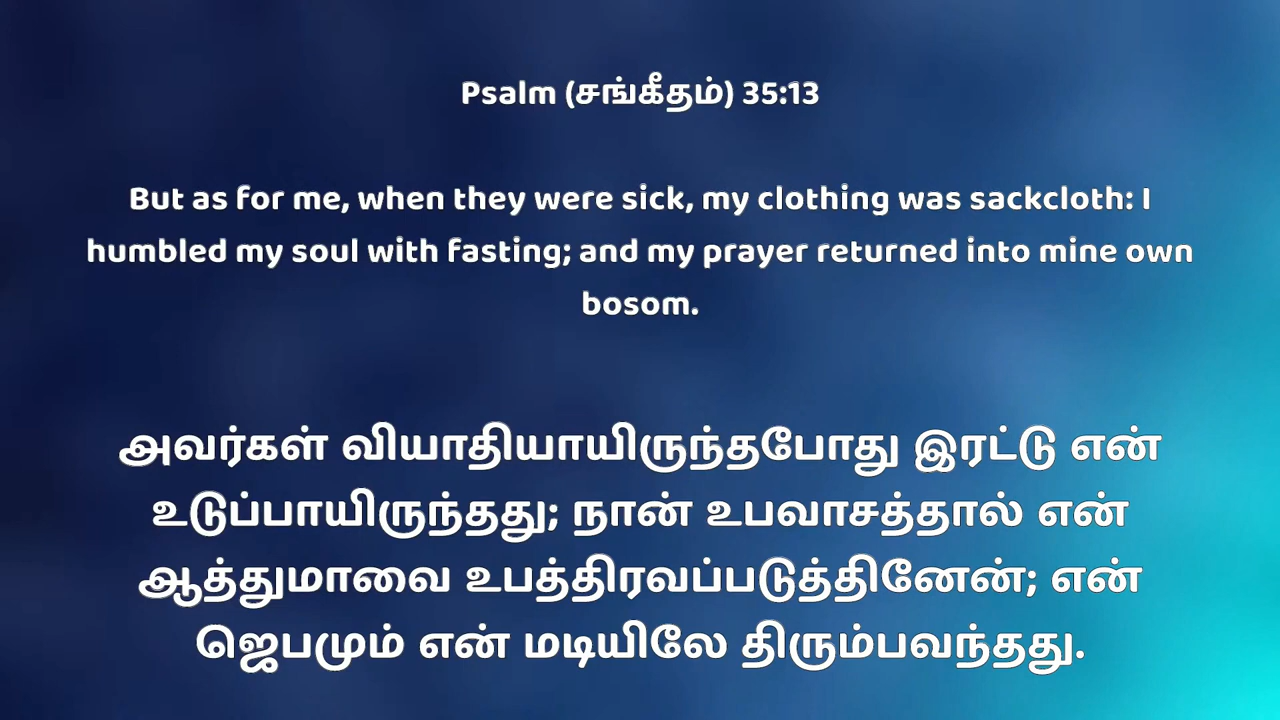 Psalm (சங்கீதம்) 35:13
But as for me, when they were sick, my clothing was sackcloth: I
humbled my soul with fasting; and my prayer returned into mine own
bosom.
அவர்கள் வியாதியாயிருந்தபோது இரட்டு என்
உடுப்பாயிருந்தது; நான் உபவாசத்தால் என்
ஆத்துமாவை உபத்திரவப்படுத்தினேன்; என்
ஜெபமும் என் மடியிலே திரும்பவந்தது.